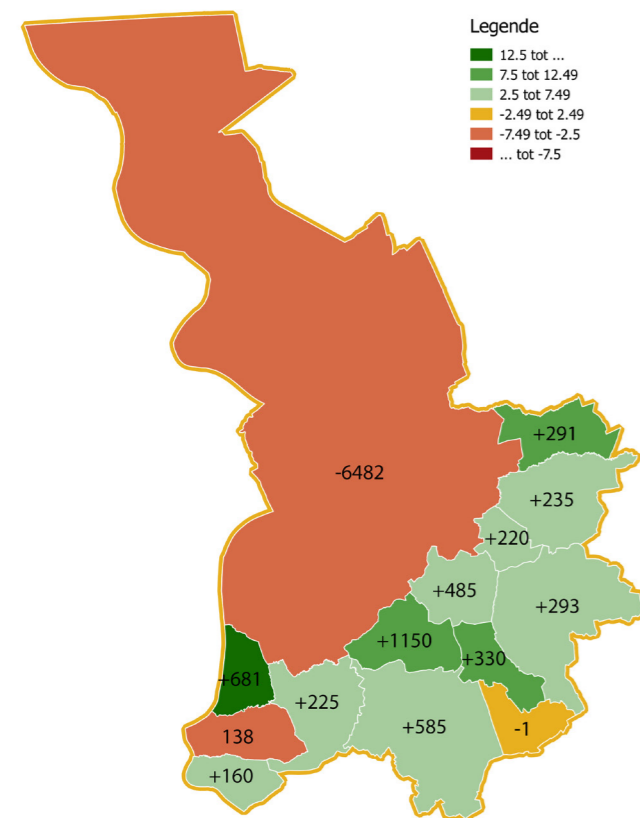 Legende
12.5 tot ...
7.5 tot 12.49
2.5 tot 7.49
-2.49 tot 2.49
-7.49 tot -2.5
... tot -7.5
+291
-6482
+235
+220
+485
+293
+1150
+330
+681
+225
+585
-1
138
+160